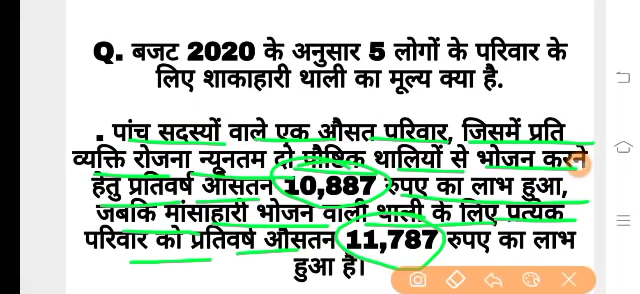 Q. बजट 2020 के अनुसार 5 लोगों के परिवार के
लिए शाकाहारी थाली का मूल्य क्या है.
. पांच सदस्यों वाले एक औसत परिवार, जिसमें प्रति
व्यक्ति रोजना न्यूनतम दो पौष्टिक थालियों से भोजन करने
हेतु प्रतिवर्ष औसतन 10,887 रुपए का लाभ हुआ,
जबकि मांसाहारी भोजन वाली थाली के लिए प्रत्येक
परिवार को प्रतिवर्ष औसतन 11,787 रुपए का लाभ
हुआ है।